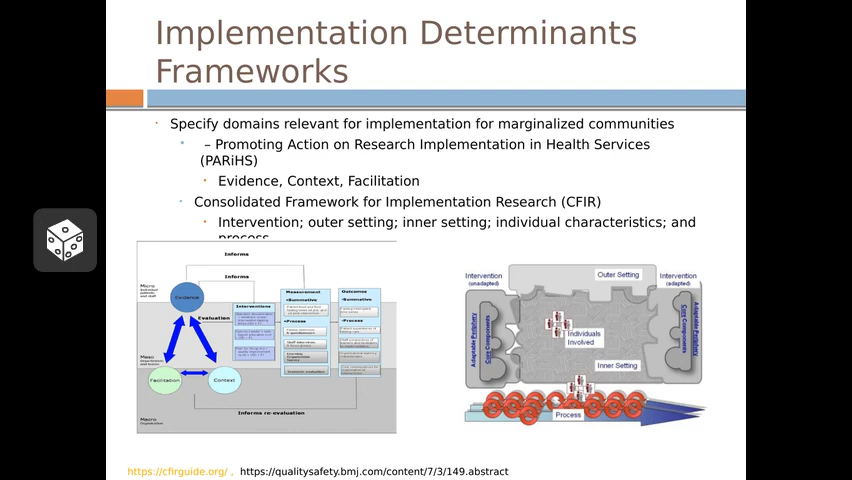 Implementation Determinants
Frameworks
Specify domains relevant for implementation for marginalized communities
– Promoting Action on Research Implementation in Health Services
(PARiHS)
Evidence, Context, Facilitation
Consolidated Framework for Implementation Research (CFIR)
Intervention; outer setting; inner setting; individual characteristics; and
process
Informs
Informs
Micro
Evidence
Evaluation
Interventions
Measurement
•Summative
•Process
Outcomes
•Summative
•Process
Meso
Facilitation
Context
Macro
Informs re-evaluation
Intervention
(unadapted)
Outer Setting
Intervention
(adapted)
Adaptable Periphery
Core Components
Individuals
Involved
Core Components
Adaptable Periphery
Inner Setting
Process
https://cfirguide.org/ , https://qualitysafety.bmj.com/content/7/3/149.abstract